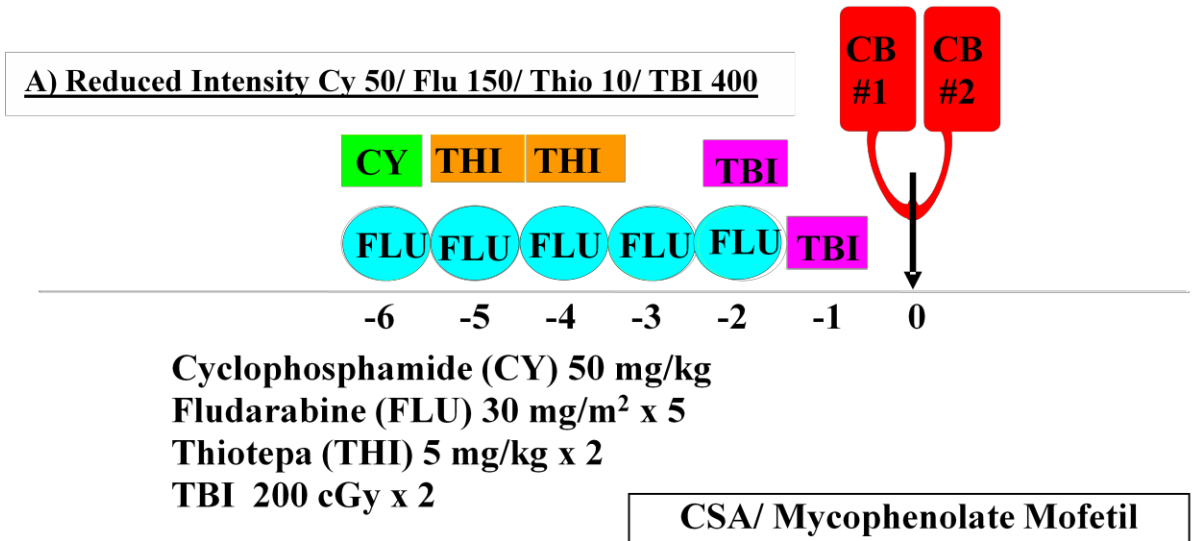 A) Reduced Intensity Cy 50/ Flu 150/ Thio 10/ TBI 400
CB #1
CB #2
CY THI THI TBI
FLU FLU FLU FLU FLU TBI
-6 -5 -4 -3 -2 -1 0
Cyclophosphamide (CY) 50 mg/kg
Fludarabine (FLU) 30 mg/m² x 5
Thiotepa (THI) 5 mg/kg x 2
TBI 200 cGy x 2
CSA/ Mycophenolate Mofetil